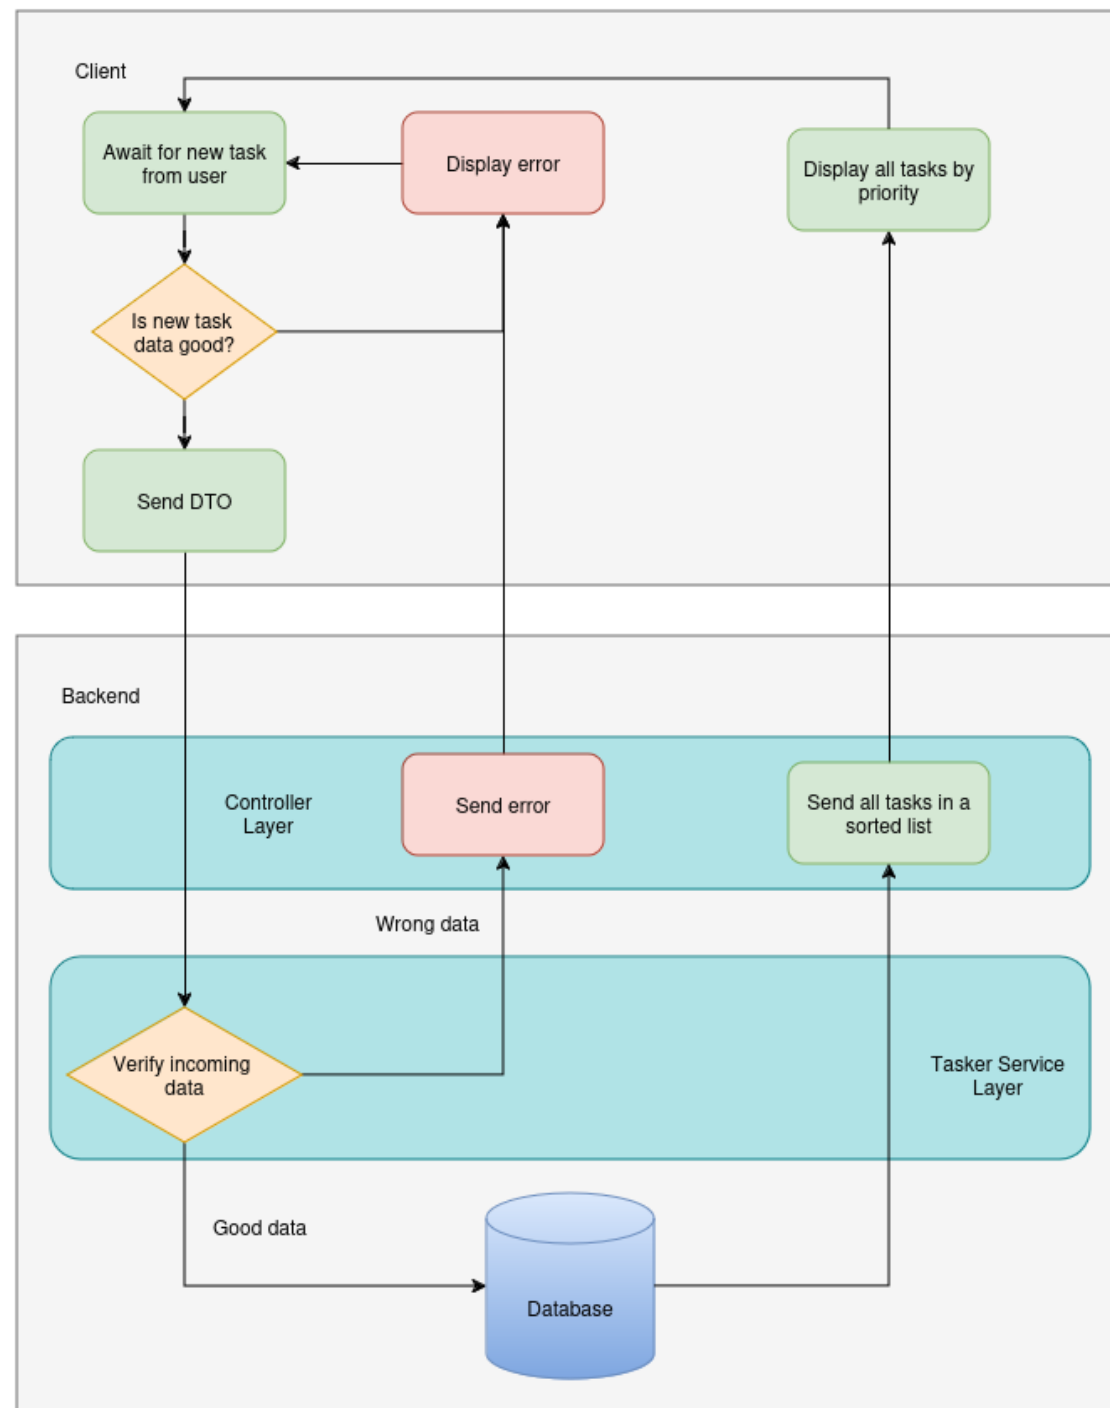 Client
Await for new task
from user
Display error
Display all tasks by
priority
Is new task
data good?
Send DTO
Backend
Controller
Layer
Send error
Send all tasks in a
sorted list
Wrong data
Verify incoming
data
Tasker Service
Layer
Good data
Database